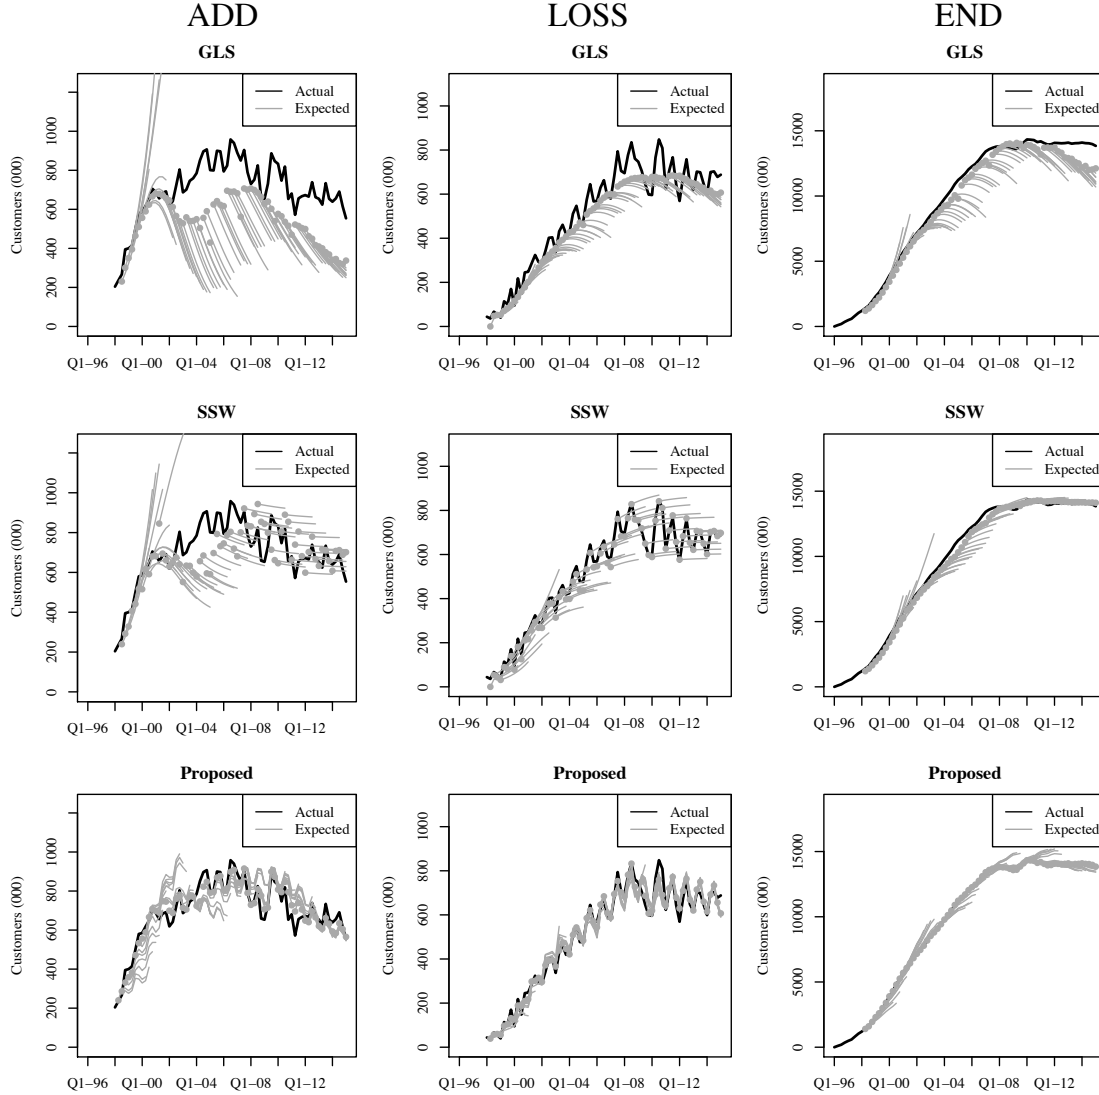 ADD LOSS END
GLS GLS GLS
Actual
Expected
Actual
Expected
Actual
Expected
Customers (000)
0 200 400 600 800 1000
Q1–96 Q1–00 Q1–04 Q1–08 Q1–12
Customers (000)
0 200 400 600 800 1000
Q1–96 Q1–00 Q1–04 Q1–08 Q1–12
Customers (000)
0 5000 10000 15000
Q1–96 Q1–00 Q1–04 Q1–08 Q1–12
SSW SSW SSW
Actual
Expected
Actual
Expected
Actual
Expected
Customers (000)
0 200 400 600 800 1000
Q1–96 Q1–00 Q1–04 Q1–08 Q1–12
Customers (000)
0 200 400 600 800 1000
Q1–96 Q1–00 Q1–04 Q1–08 Q1–12
Customers (000)
0 5000 10000 15000
Q1–96 Q1–00 Q1–04 Q1–08 Q1–12
Proposed Proposed Proposed
Actual
Expected
Actual
Expected
Actual
Expected
Customers (000)
0 200 400 600 800 1000
Q1–96 Q1–00 Q1–04 Q1–08 Q1–12
Customers (000)
0 200 400 600 800 1000
Q1–96 Q1–00 Q1–04 Q1–08 Q1–12
Customers (000)
0 5000 10000 15000
Q1–96 Q1–00 Q1–04 Q1–08 Q1–12